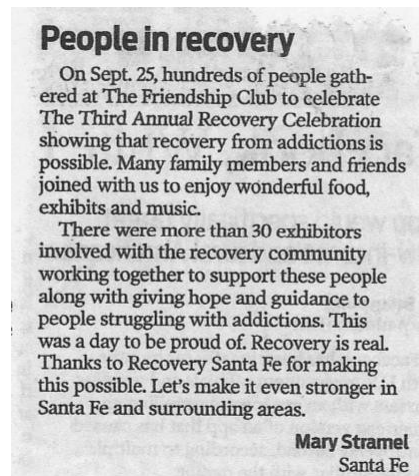 People in recovery
On Sept. 25, hundreds of people gath-
ered at The Friendship Club to celebrate
The Third Annual Recovery Celebration
showing that recovery from addictions is
possible. Many family members and friends
joined with us to enjoy wonderful food,
exhibits and music.
There were more than 30 exhibitors
involved with the recovery community
working together to support these people
along with giving hope and guidance to
people struggling with addictions. This
was a day to be proud of. Recovery is real.
Thanks to Recovery Santa Fe for making
this possible. Let's make it even stronger in
Santa Fe and surrounding areas.
Mary Stramel
Santa Fe